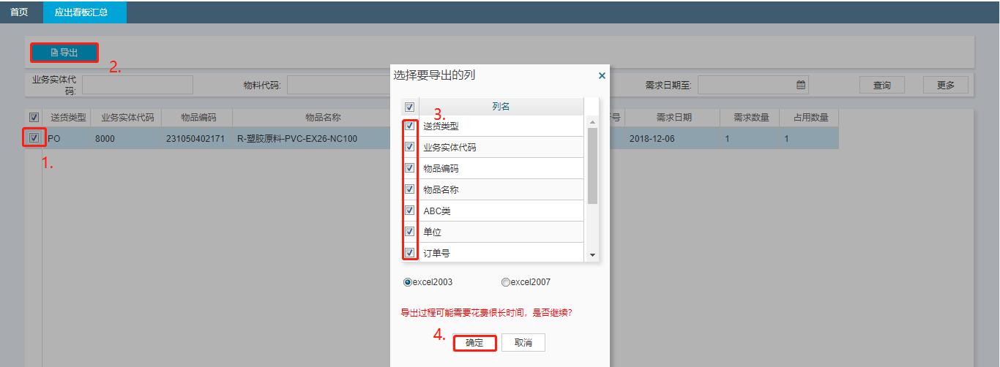 首页 应出看板汇总
导出
2.
业务实体代码: 物料代码: 需求日期至: 查询 更多
选择要导出的列
列名
3.
送货类型 业务实体代码 物品编码 物品名称 号 需求日期 需求数量 占用数量
PO 8000 231050402171 R-塑胶原料-PVC-EX26-NC100 2018-12-06 1 1
1.
送货类型
业务实体代码
物品编码
物品名称
ABC类
单位
订单号
excel2003 excel2007
导出过程可能需要花费很长时间，是否继续?
4.
确定 取消